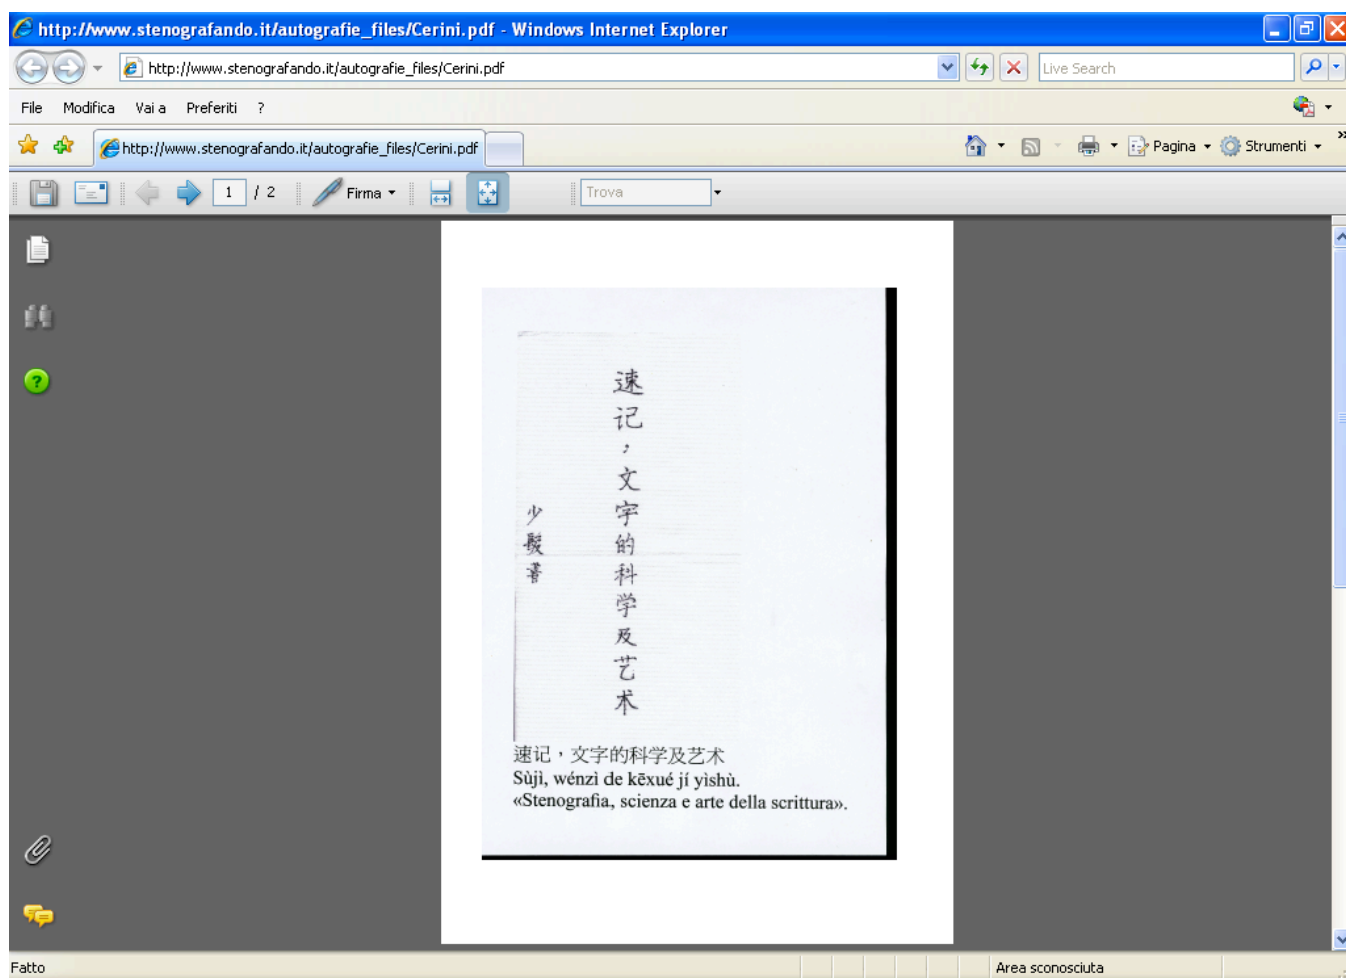 http://www.stenografando.it/autografie_files/Cerini.pdf - Windows Internet Explorer
http://www.stenografando.it/autografie_files/Cerini.pdf
Live Search
File Modifica Vai a Preferiti ?
http://www.stenografando.it/autografie_files/Cerini.pdf
Pagina Strumenti
1 / 2 Firma Trova
速记，文字的科学及艺术
少髮著
速记，文字的科学及艺术
Sùjì, wénzì de kēxué jí yìshù.
«Stenografia, scienza e arte della scrittura».
Fatto
Area sconosciuta